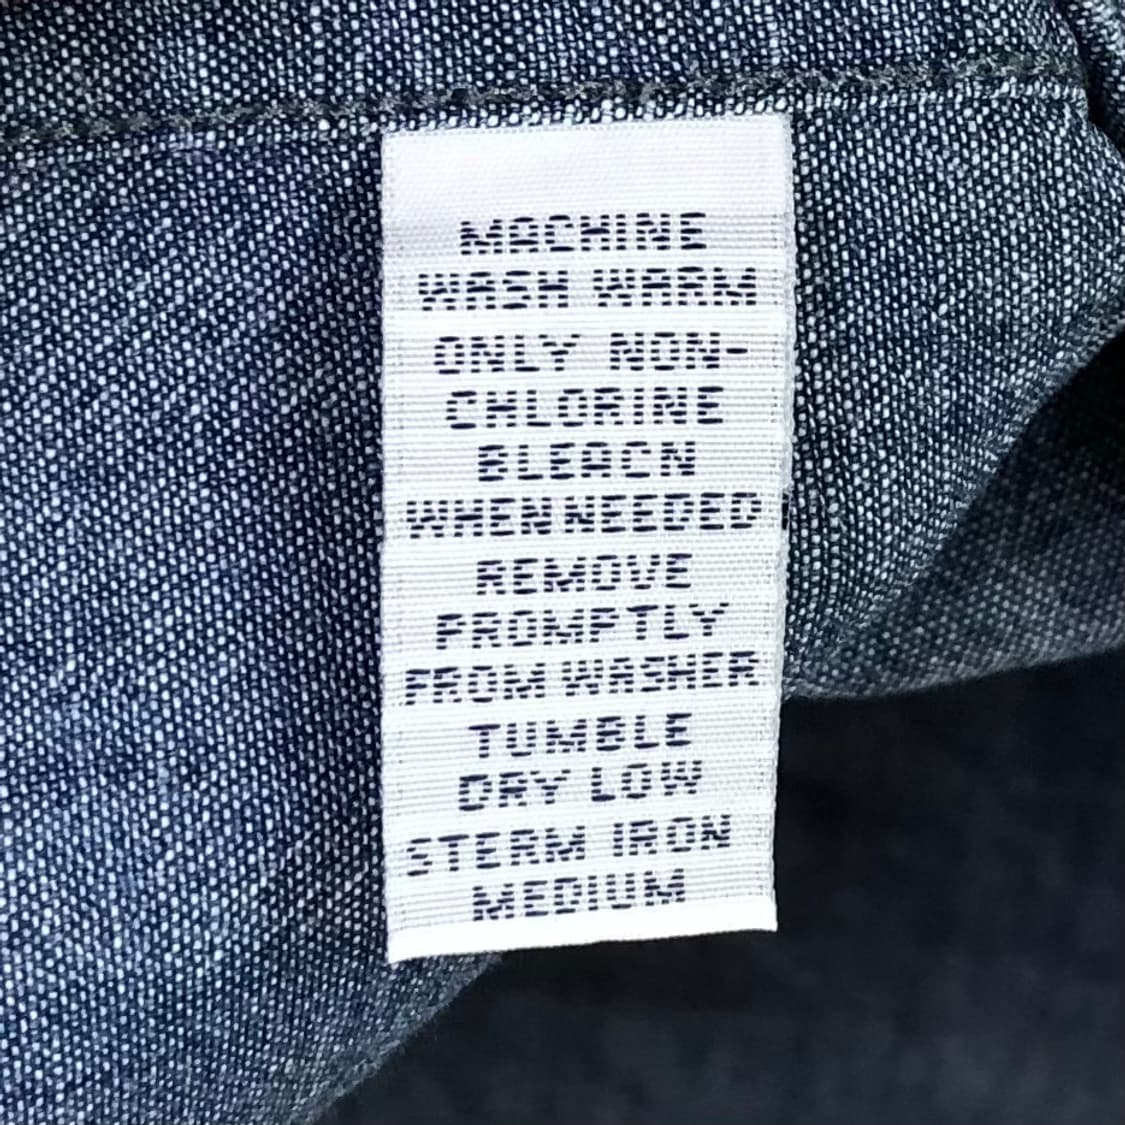 MACHINE
WASH WARM
ONLY NON-
CHLORINE
BLEACN
WHEN NEEDED
REMOVE
PROMPTLY
FROM WASHER
TUMBLE
DRY LOW
STERM IRON
MEDIUM